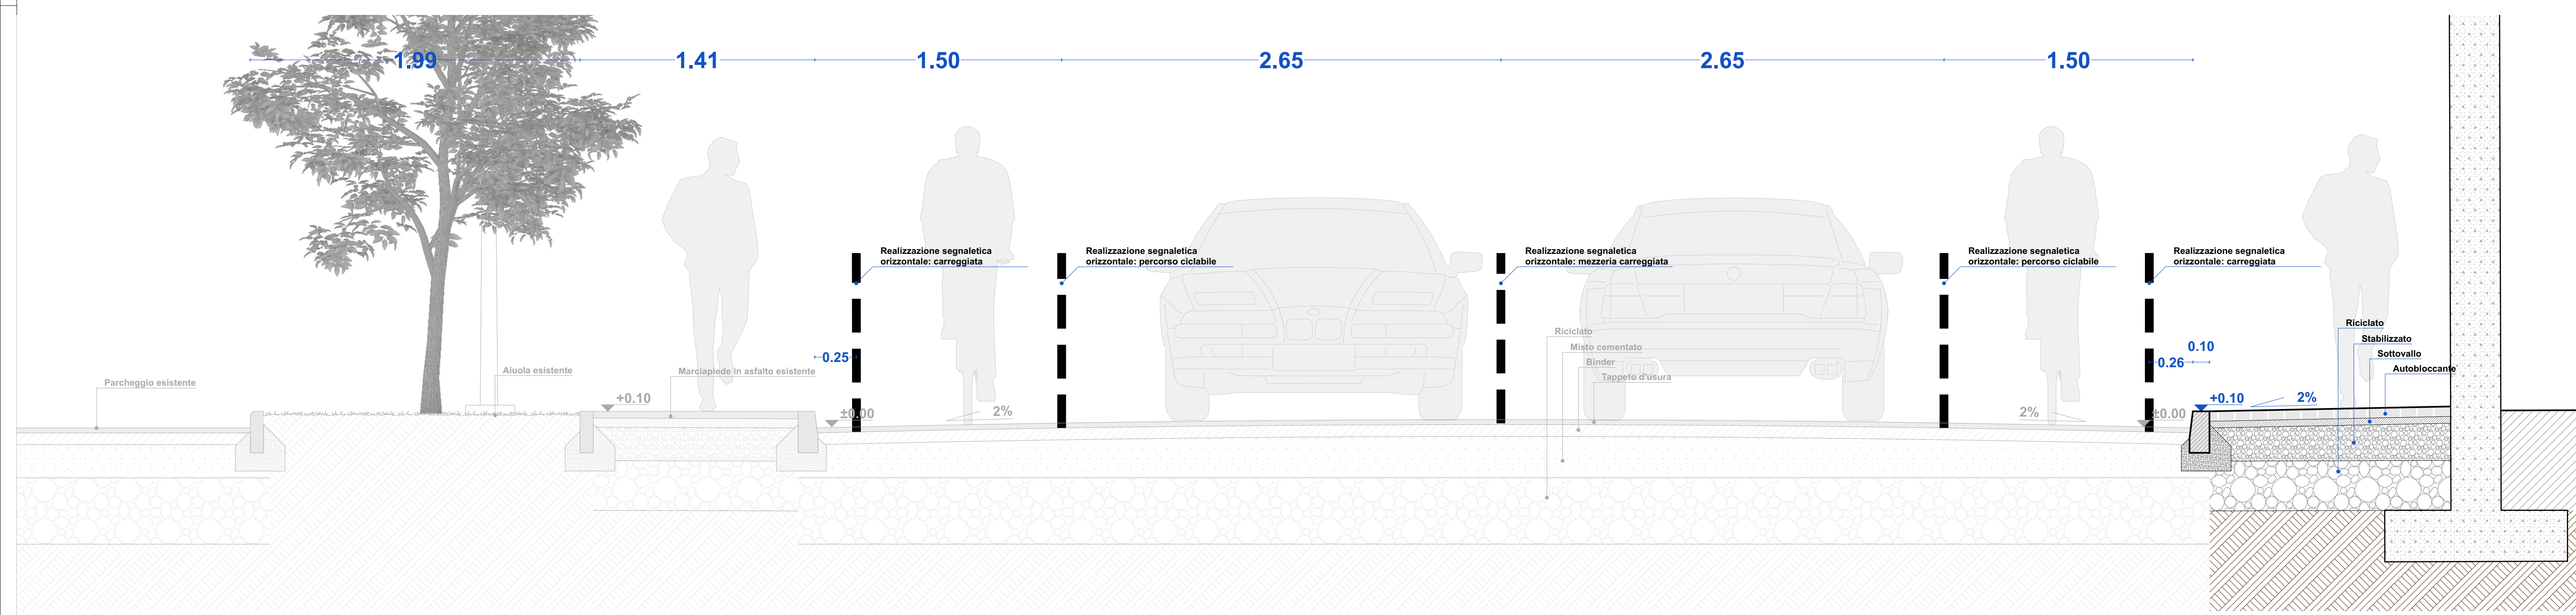 1.99
1.41
1.50
2.65
2.65
1.50
Realizzazione segnaletica
orizzontale: carreggiata
Realizzazione segnaletica
orizzontale: percorso ciclabile
Realizzazione segnaletica
orizzontale: mezzeria carreggiata
Realizzazione segnaletica
orizzontale: percorso ciclabile
Realizzazione segnaletica
orizzontale: carreggiata
Riciclato
Misto cementato
Binder
Tappeto d'usura
Riciclato
Stabilizzato
Sottovallo
Autobloccante
0.25
0.10
0.26
Parcheggio esistente
Aiuola esistente
Marciapiede in asfalto esistente
+0.10
±0.00
2%
2%
±0.00
+0.10
2%